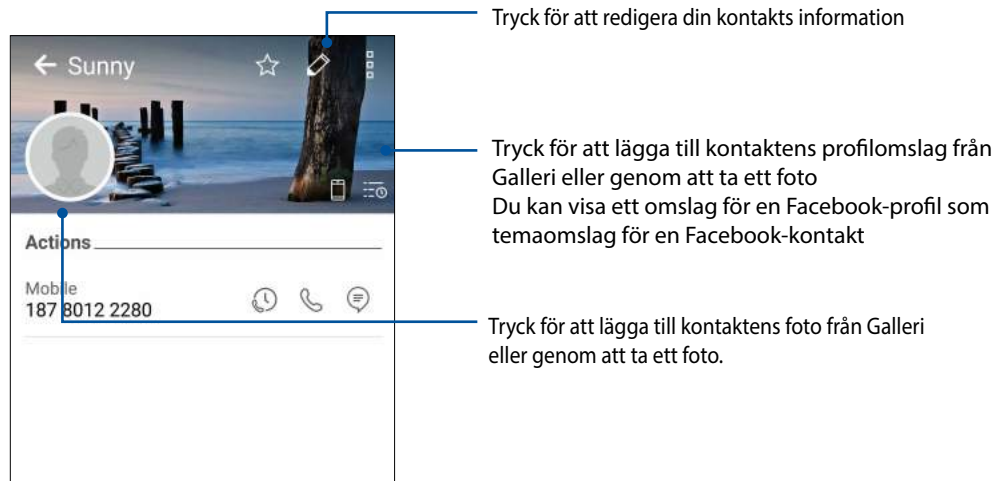 Tryck för att redigera din kontakts information
Sunny
Tryck för att lägga till kontaktens profilomslag från
Galleri eller genom att ta ett foto
Du kan visa ett omslag för en Facebook-profil som
temaomslag för en Facebook-kontakt
Actions
Mobile
187 8012 2280
Tryck för att lägga till kontaktens foto från Galleri
eller genom att ta ett foto.